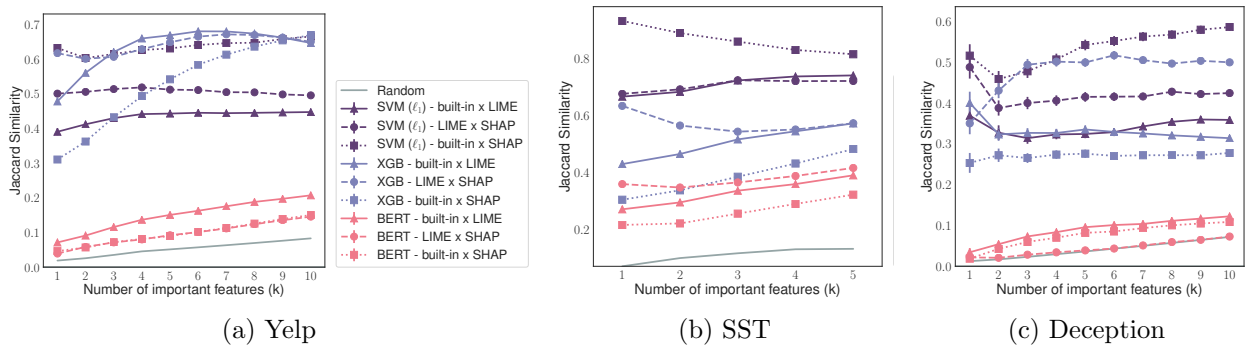 Jaccard Similarity
0.7
0.6
0.5
0.4
0.3
0.2
0.1
0.0
1 2 3 4 5 6 7 8 9 10
Number of important features (k)
Random
SVM (ℓ₁) - built-in x LIME
SVM (ℓ₁) - LIME x SHAP
SVM (ℓ₁) - built-in x SHAP
XGB - built-in x LIME
XGB - LIME x SHAP
XGB - built-in x SHAP
BERT - built-in x LIME
BERT - LIME x SHAP
BERT - built-in x SHAP
Jaccard Similarity
0.8
0.6
0.4
0.2
1 2 3 4 5
Number of important features (k)
Jaccard Similarity
0.6
0.5
0.4
0.3
0.2
0.1
0.0
1 2 3 4 5 6 7 8 9 10
Number of important features (k)
(a) Yelp
(b) SST
(c) Deception